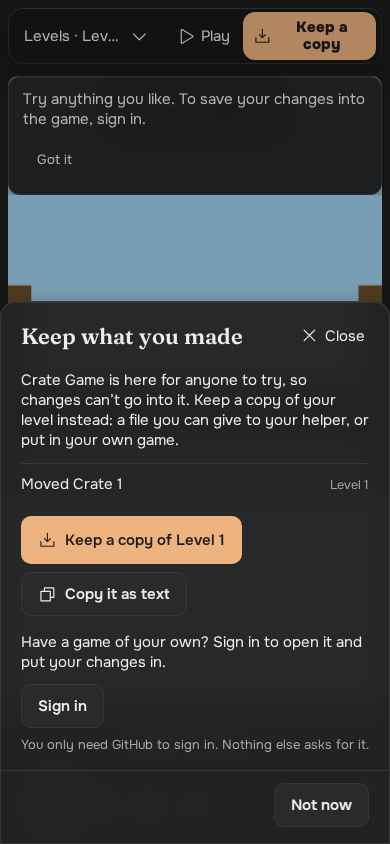 Levels · Lev...
Play
Keep a
copy
Try anything you like. To save your changes into
the game, sign in.
Got it
Keep what you made
Close
Crate Game is here for anyone to try, so
changes can’t go into it. Keep a copy of your
level instead: a file you can give to your helper, or
put in your own game.
Moved Crate 1
Level 1
Keep a copy of Level 1
Copy it as text
Have a game of your own? Sign in to open it and
put your changes in.
Sign in
You only need GitHub to sign in. Nothing else asks for it.
Not now